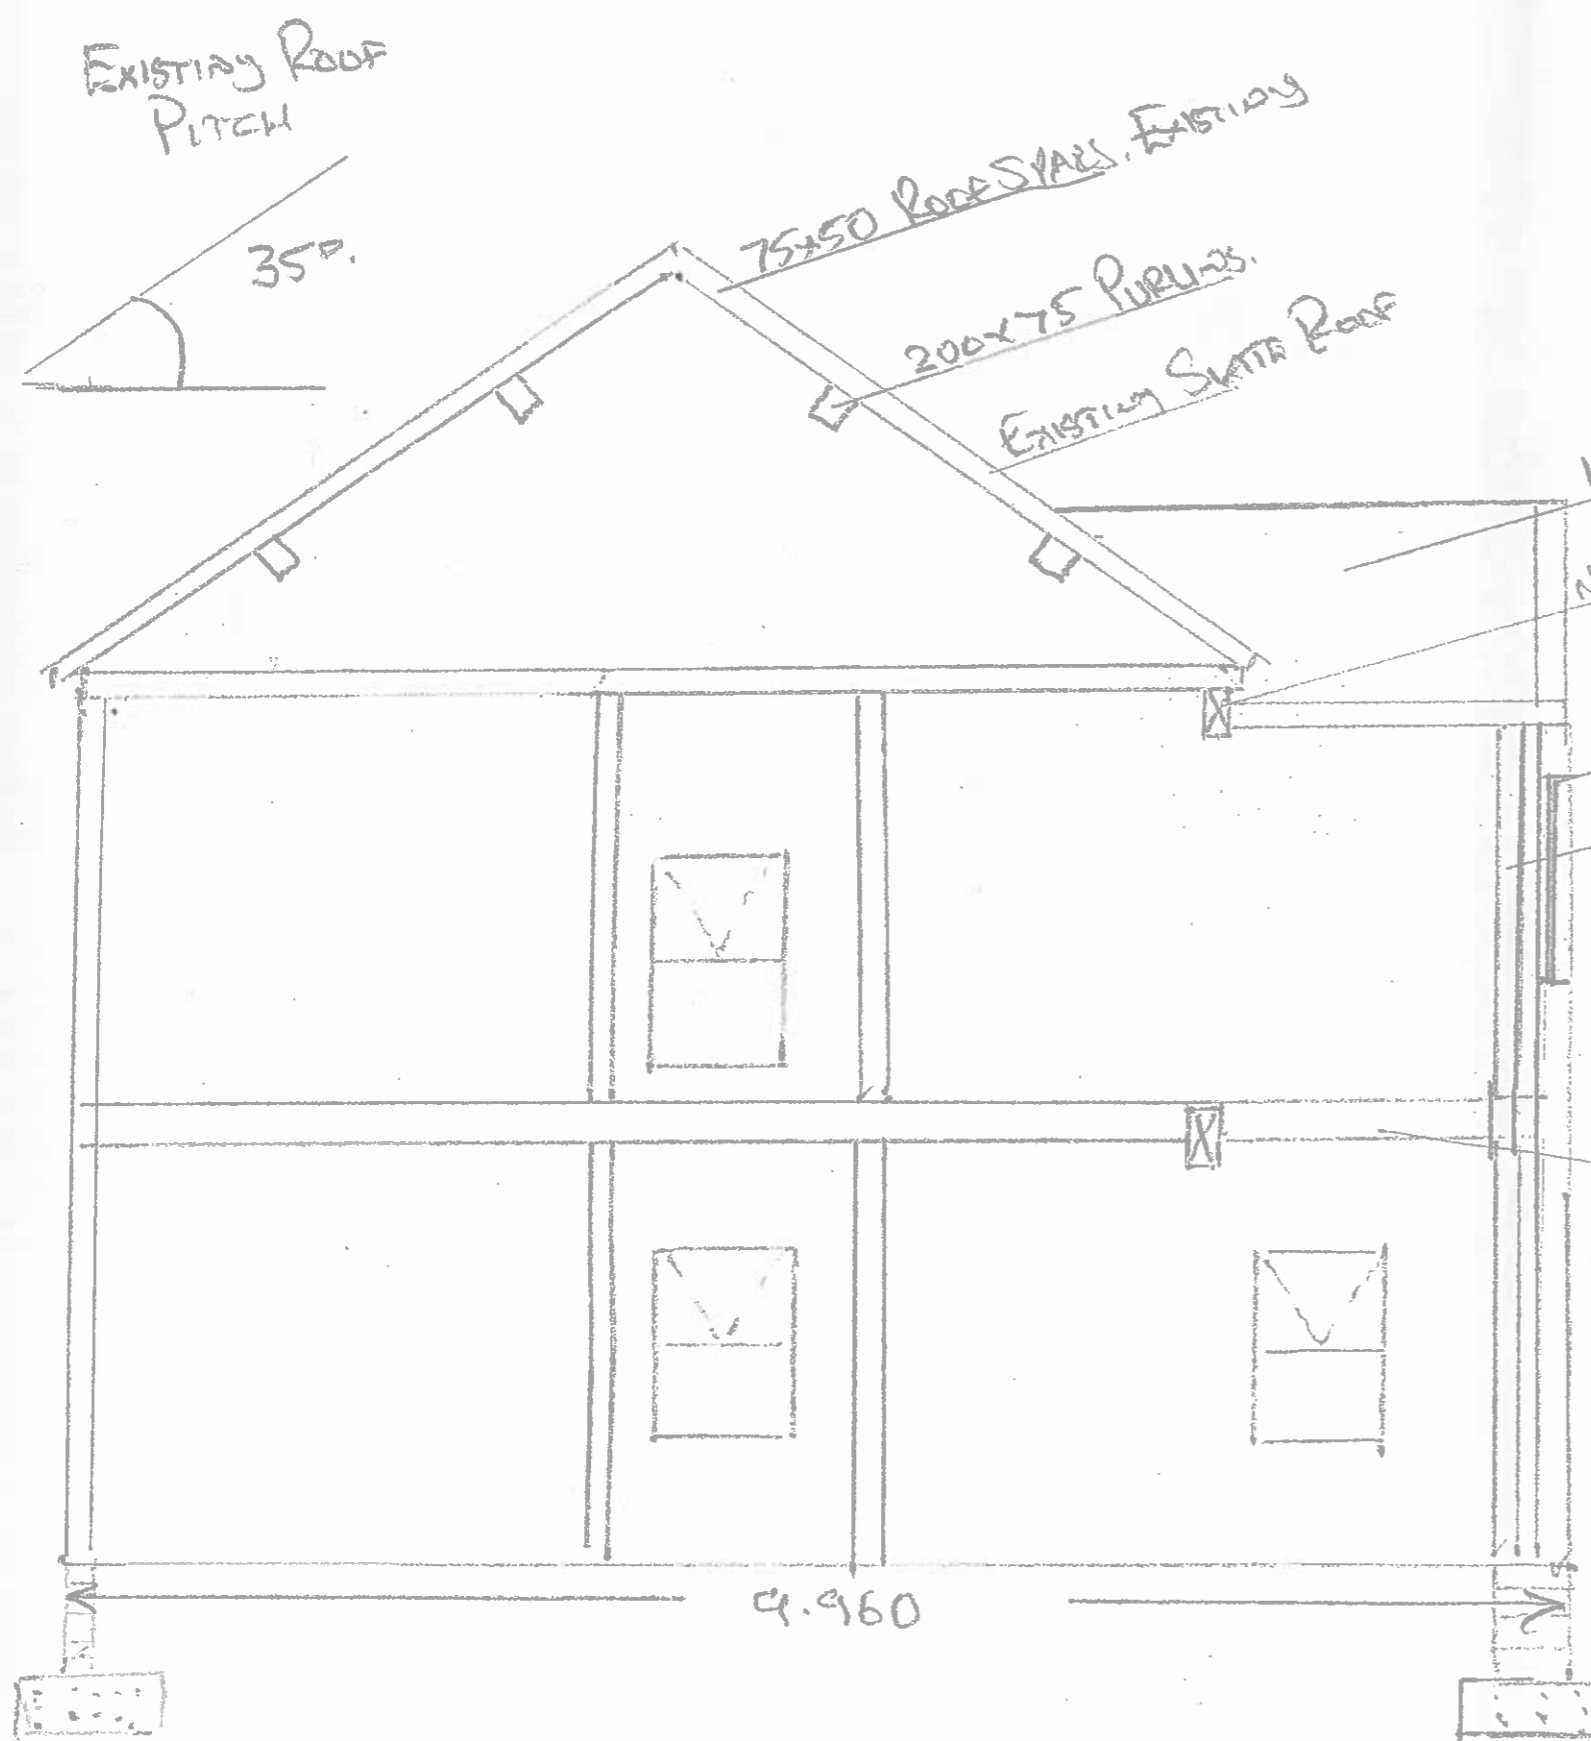 EXISTING ROOF
PITCH
35°.
75x50 ROOF SPARS. EXISTING
200x75 PURLINS.
EXISTING SLATE ROOF
9.960